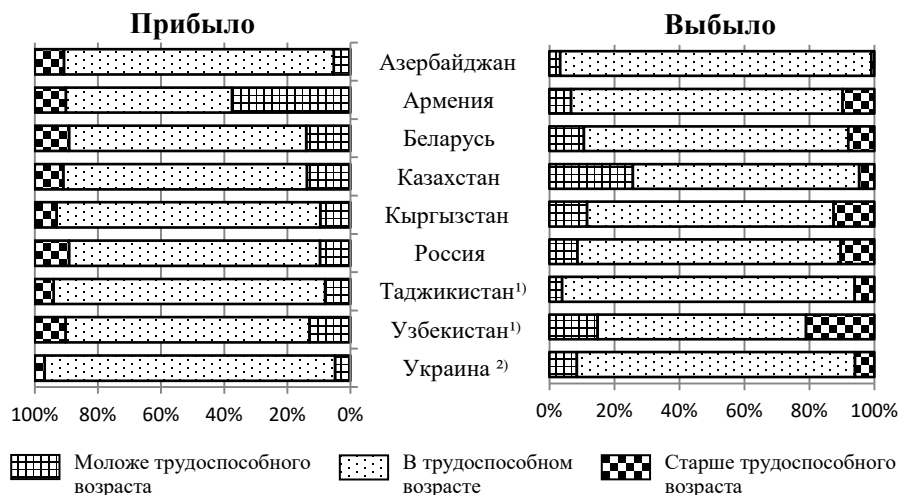 Прибыло Выбыло
Азербайджан
Армения
Беларусь
Казахстан
Кыргызстан
Россия
Таджикистан¹⁾
Узбекистан¹⁾
Украина ²⁾
100% 80% 60% 40% 20% 0% 0% 20% 40% 60% 80% 100%
Моложе трудоспособного возраста
В трудоспособном возрасте
Старше трудоспособного возраста